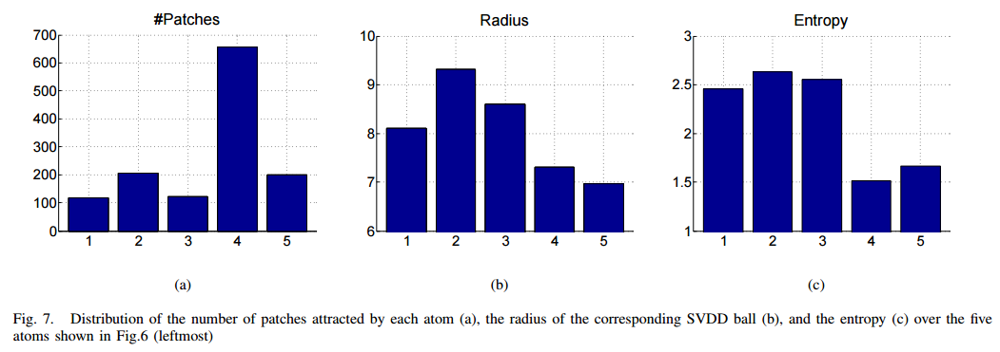 #Patches
700
600
500
400
300
200
100
0
1 2 3 4 5
(a)
Radius
10
9
8
7
6
1 2 3 4 5
(b)
Entropy
3
2.5
2
1.5
1
1 2 3 4 5
(c)
Fig. 7. Distribution of the number of patches attracted by each atom (a), the radius of the corresponding SVDD ball (b), and the entropy (c) over the five
atoms shown in Fig.6 (leftmost)